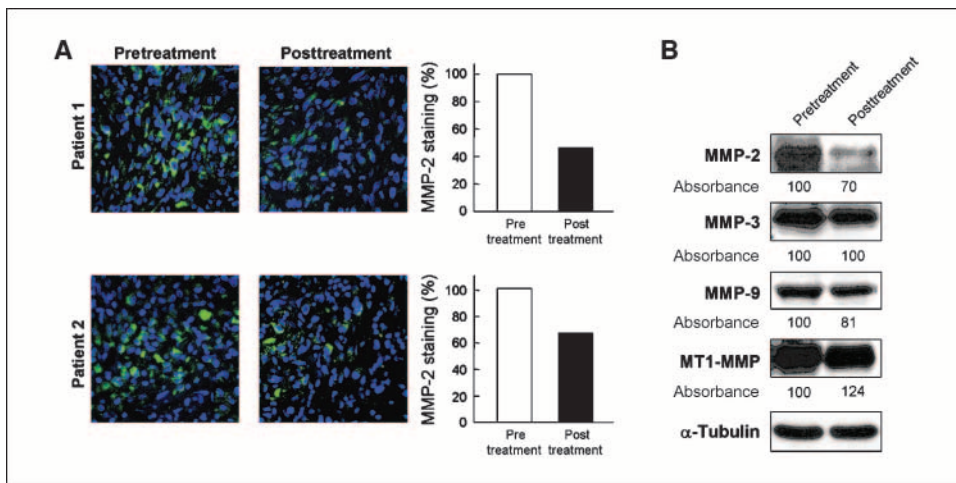 A
Pretreatment
Posttreatment
Patient 1
MMP-2 staining (%)
100
80
60
40
20
0
Pre
treatment
Post
treatment
Patient 2
MMP-2 staining (%)
100
80
60
40
20
0
Pre
treatment
Post
treatment
B
Pretreatment
Posttreatment
MMP-2
Absorbance 100 70
MMP-3
Absorbance 100 100
MMP-9
Absorbance 100 81
MT1-MMP
Absorbance 100 124
α-Tubulin